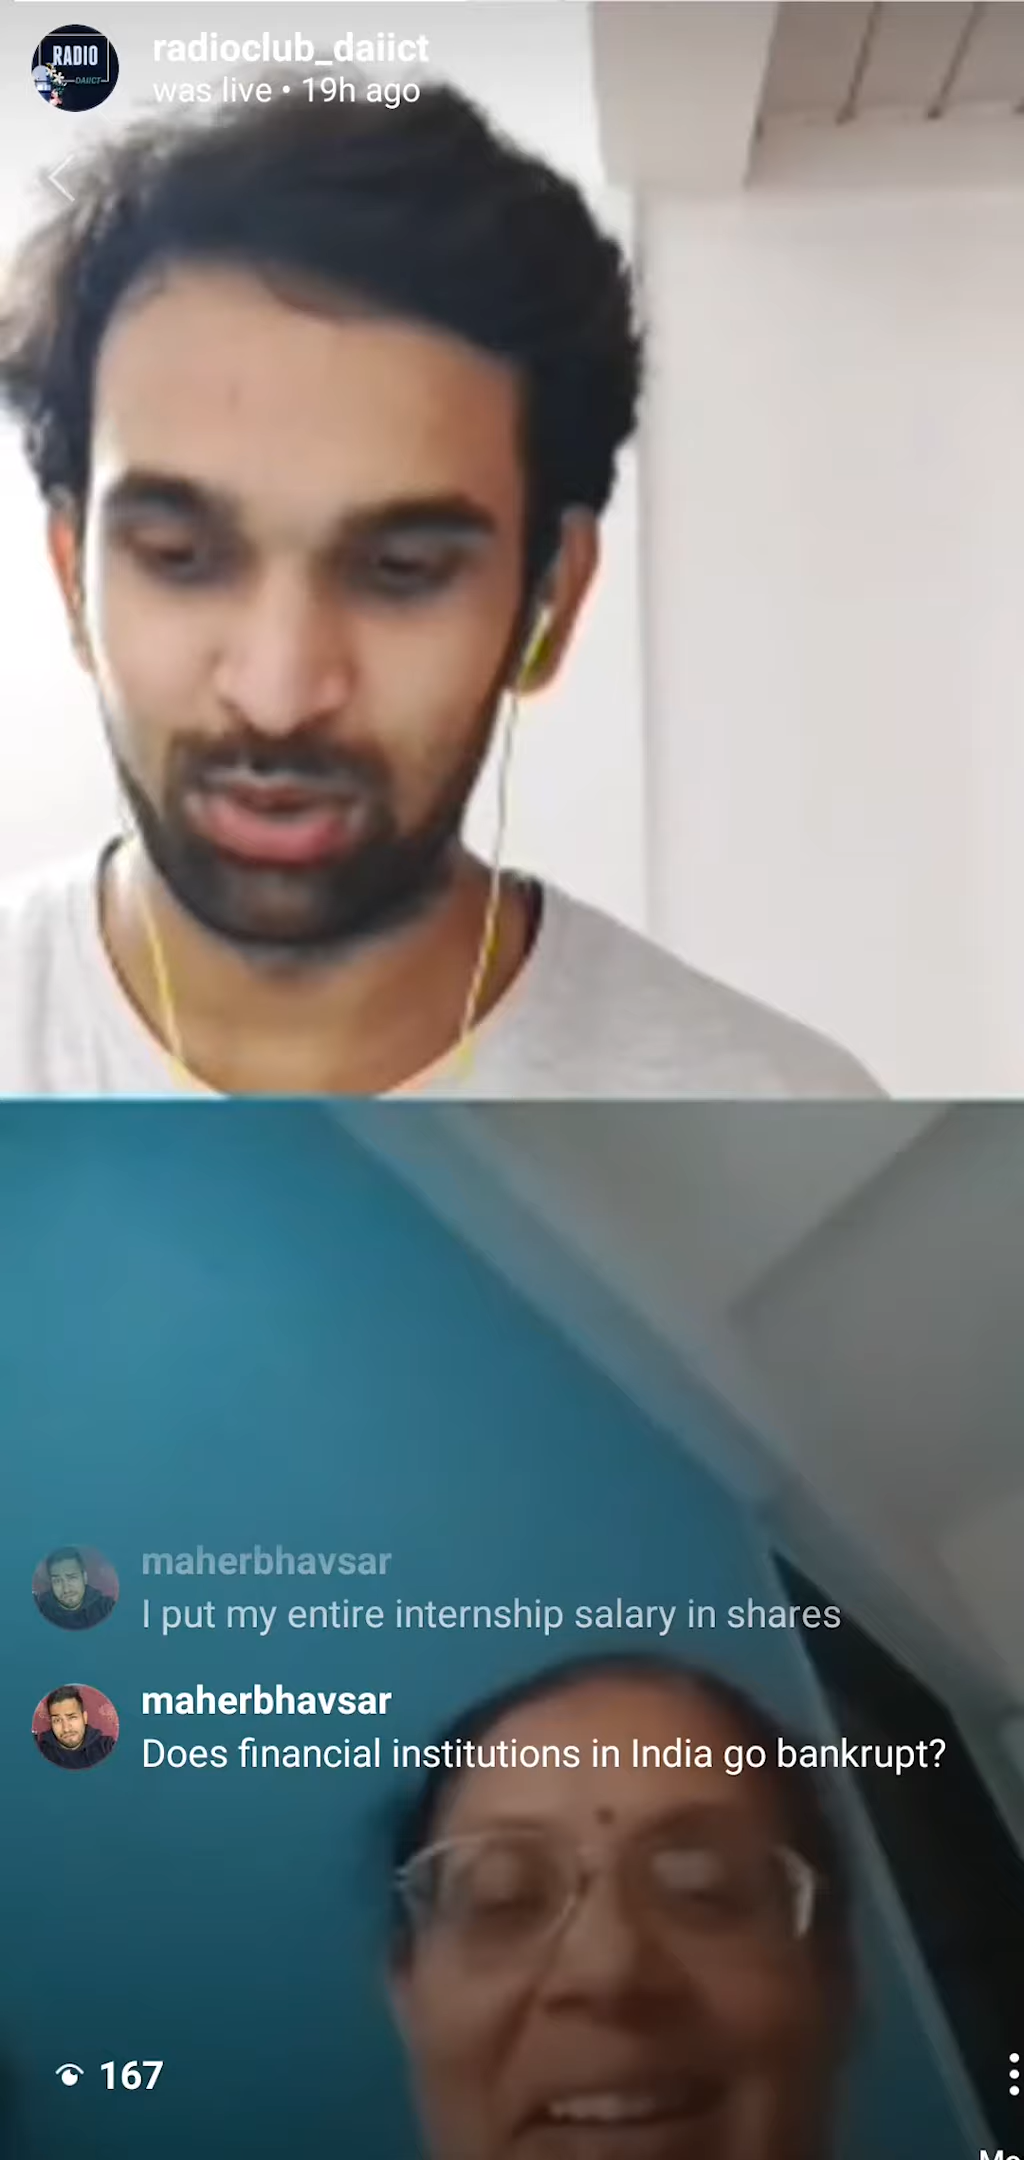 RADIO
DAIICT
radioclub_daiict
was live • 19h ago
maherbhavsar
I put my entire internship salary in shares
maherbhavsar
Does financial institutions in India go bankrupt?
167